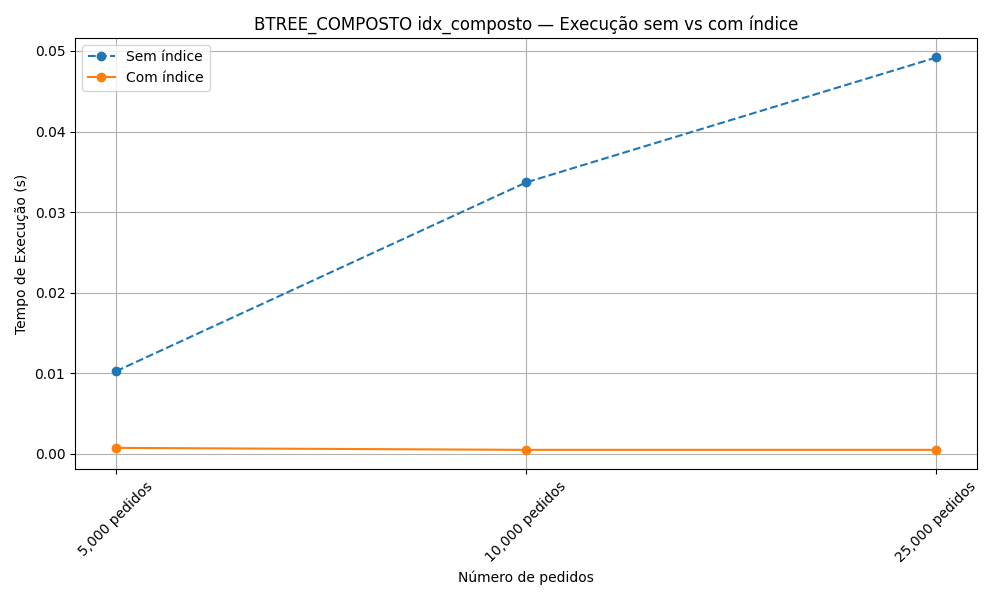 BTREE_COMPOSTO idx_composto — Execução sem vs com índice
Sem índice
Com índice
Tempo de Execução (s)
0.05
0.04
0.03
0.02
0.01
0.00
5,000 pedidos
10,000 pedidos
25,000 pedidos
Número de pedidos